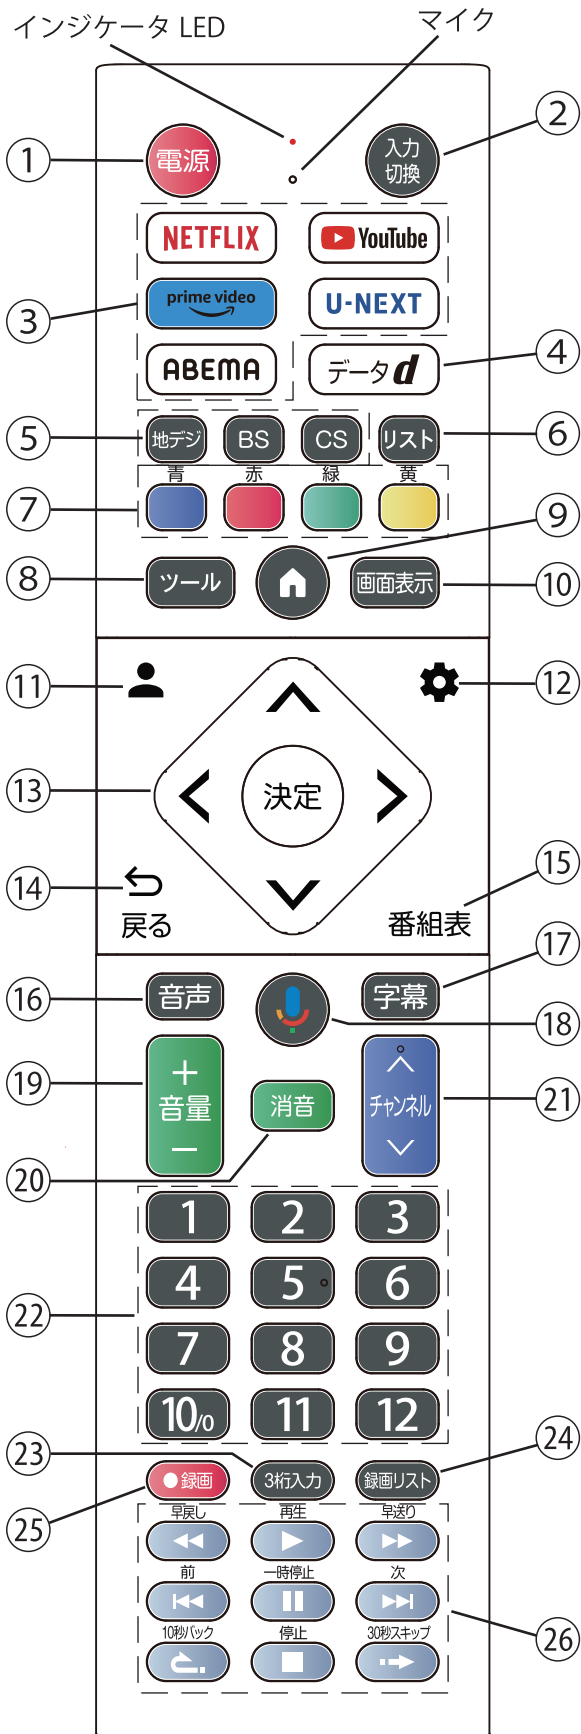 インジケータ LED
マイク
1
2
電源
入力
切換
NETFLIX
YouTube
3
prime video
U-NEXT
4
ABEMA
データ d
5
地デジ
BS
CS
リスト
6
7
青
赤
緑
黄
8
ツール
9
画面表示
10
11
12
13
決定
14
戻る
15
番組表
16
音声
17
字幕
18
19
+
音量
−
20
消音
21
チャンネル
22
1
2
3
4
5
6
7
8
9
10/0
11
12
23
24
●録画
3桁入力
録画リスト
25
早戻し
再生
早送り
前
一時停止
次
26
10秒バック
停止
30秒スキップ